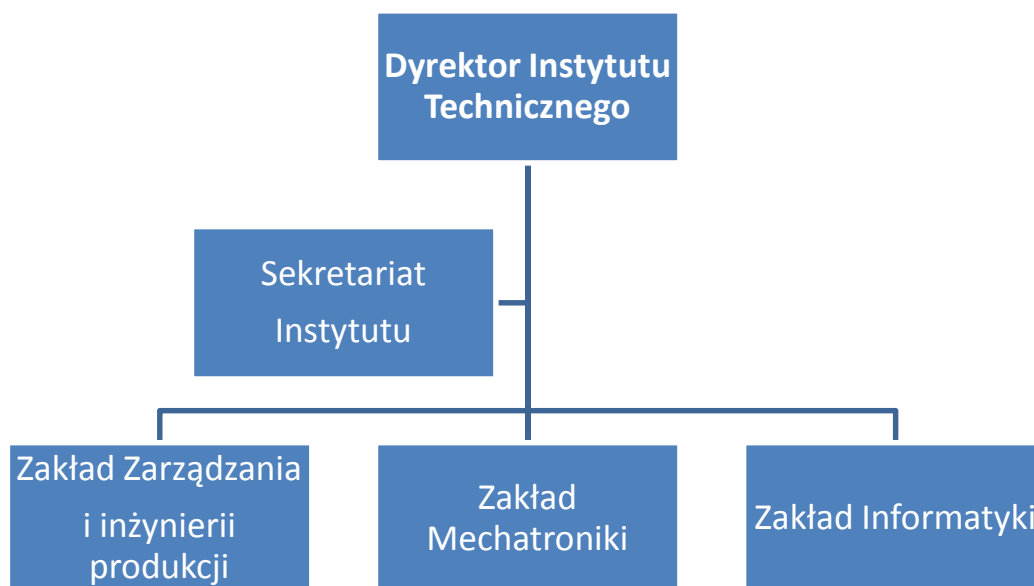 Dyrektor Instytutu
Technicznego
Sekretariat
Instytutu
Zakład Zarządzania
i inżynierii
produkcji
Zakład
Mechatroniki
Zakład Informatyki